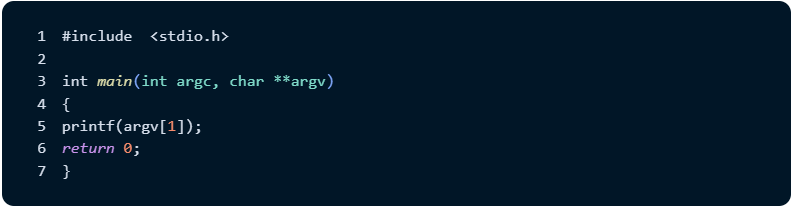 1 #include  <stdio.h>
2
3 int main(int argc, char **argv)
4 {
5 printf(argv[1]);
6 return 0;
7 }